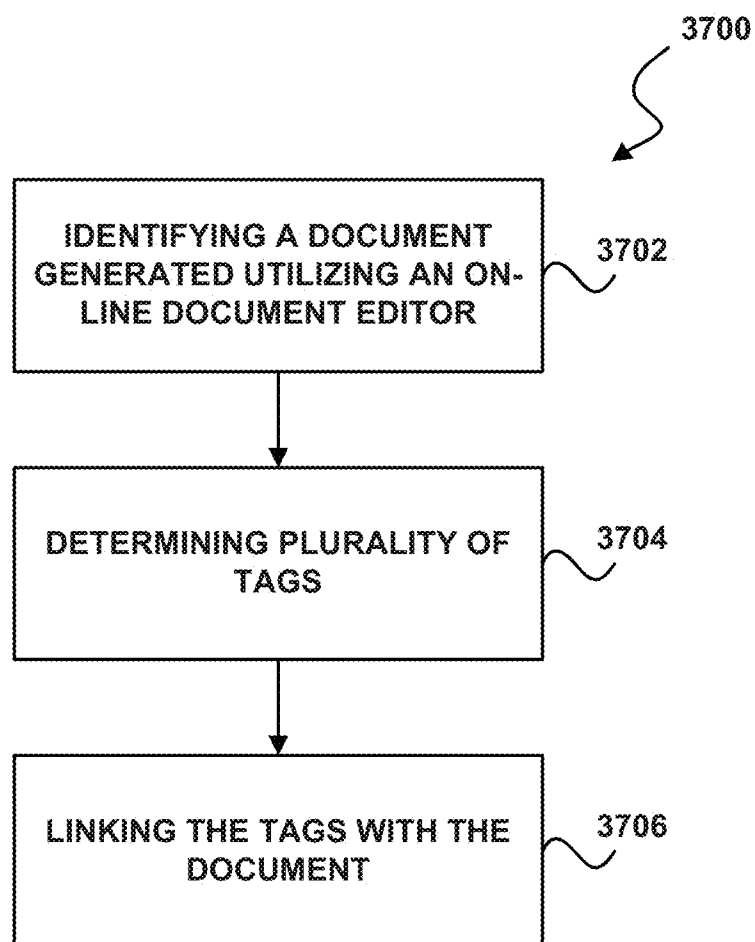 3700
IDENTIFYING A DOCUMENT
GENERATED UTILIZING AN ON-
LINE DOCUMENT EDITOR
3702
DETERMINING PLURALITY OF
TAGS
3704
LINKING THE TAGS WITH THE
DOCUMENT
3706